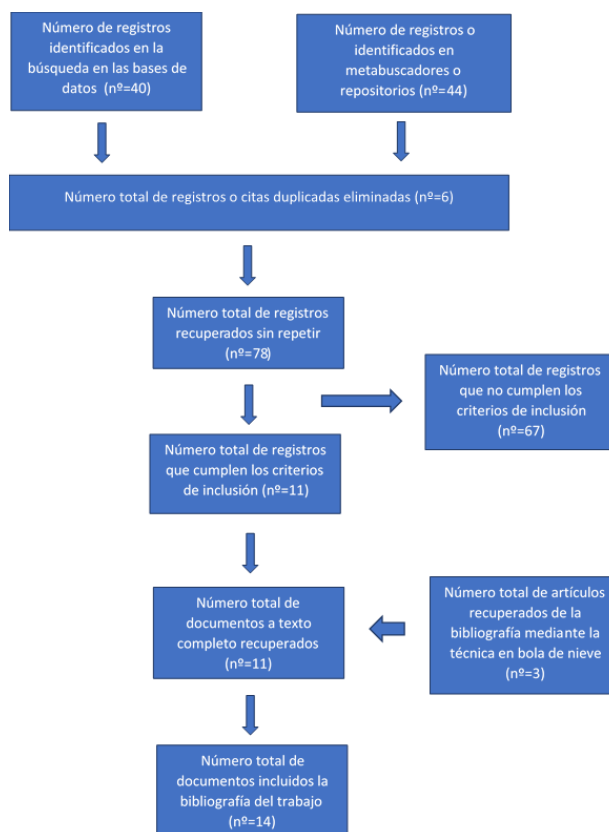 Número de registros
identificados en la
búsqueda en las bases de
datos (nº=40)
Número de registros o
identificados en
metabuscadores o
repositorios (nº=44)
Número total de registros o citas duplicadas eliminadas (nº=6)
Número total de registros
recuperados sin repetir
(nº=78)
Número total de registros
que no cumplen los
criterios de inclusión
(nº=67)
Número total de registros
que cumplen los criterios
de inclusión (nº=11)
Número total de
documentos a texto
completo recuperados
(nº=11)
Número total de artículos
recuperados de la
bibliografía mediante la
técnica en bola de nieve
(nº=3)
Número total de
documentos incluidos la
bibliografía del trabajo
(nº=14)